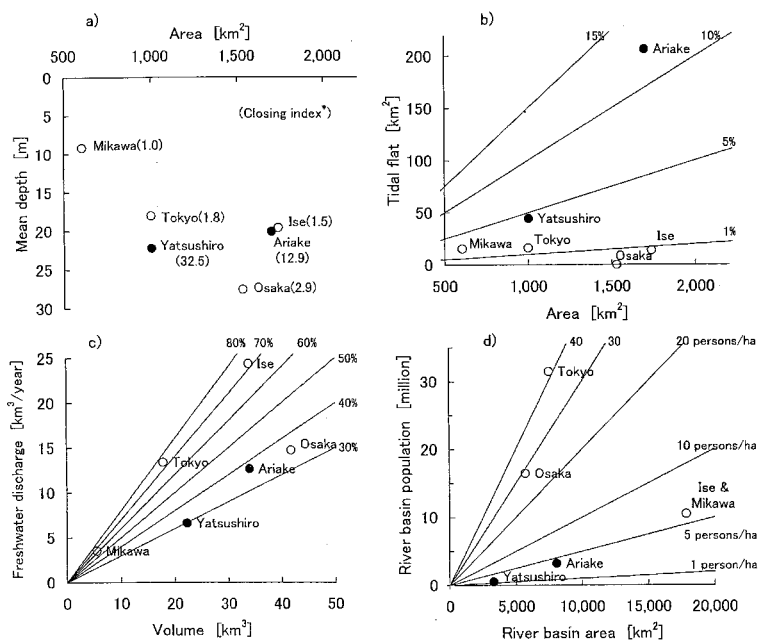 a)
Area [km²]
500 1,000 1,500 2,000
Mean depth [m]
0
5
10
15
20
25
30
(Closing index*)
Mikawa(1.0)
Tokyo(1.8)
Ise(1.5)
Yatsushiro
(32.5)
Ariake
(12.9)
Osaka(2.9)
b)
Tidal flat [km²]
200
150
100
50
0
15%
10%
5%
1%
Ariake
Yatsushiro
Mikawa
Tokyo
Osaka
Ise
500 1,000 1,500 2,000
Area [km²]
c)
Freshwater discharge [km³/year]
25
20
15
10
5
0
80% 70% 60%
50%
40%
30%
Ise
Tokyo
Osaka
Ariake
Yatsushiro
Mikawa
0 10 20 30 40 50
Volume [km³]
d)
River basin population [million]
30
20
10
0
40 30 20 persons/ha
10 persons/ha
5 persons/ha
1 person/ha
Tokyo
Osaka
Ise &
Mikawa
Ariake
Yatsushiro
0 5,000 10,000 15,000 20,000
River basin area [km²]